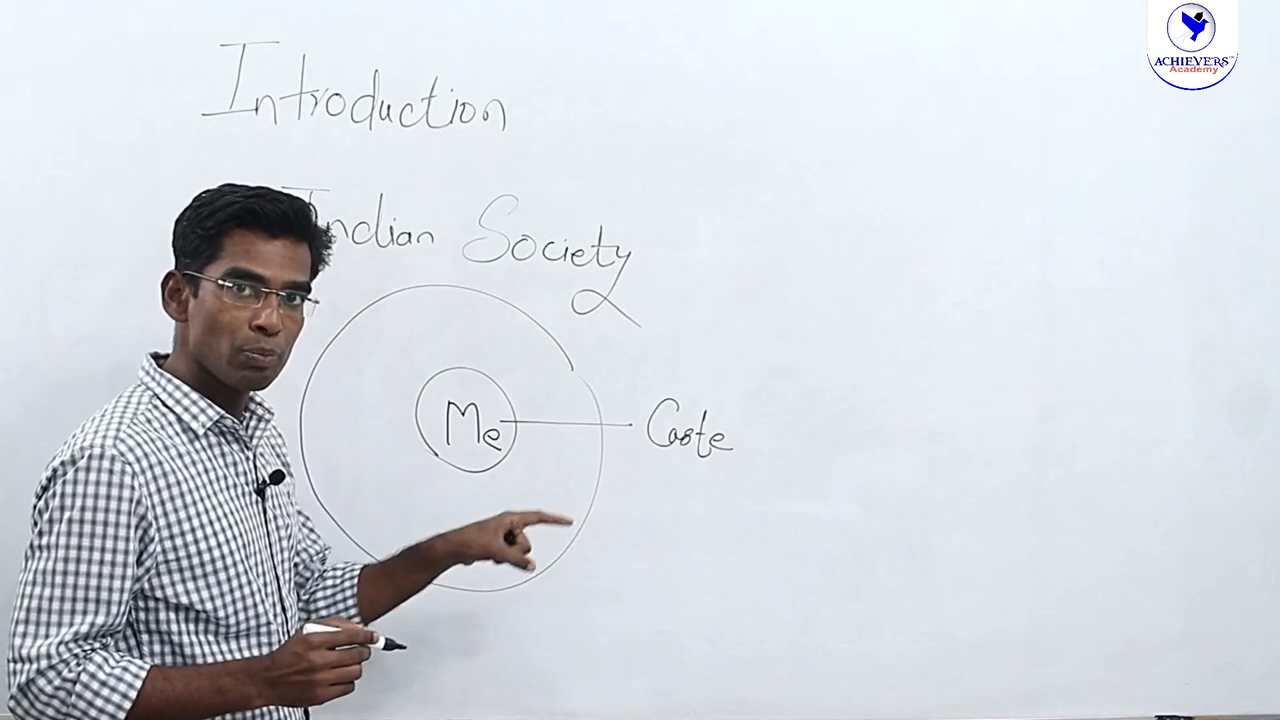 Introduction
Indian Society
Me
Caste
ACHIEVERS
Academy